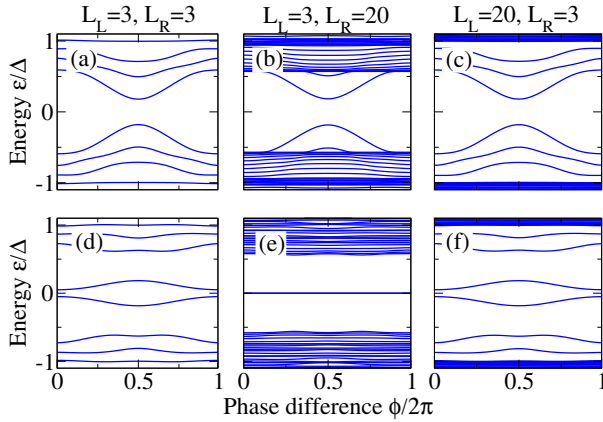 L_L=3, L_R=3 L_L=3, L_R=20 L_L=20, L_R=3
1 (a) (b) (c)
Energy ε/Δ
0
-1
1 (d) (e) (f)
Energy ε/Δ
0
-1
0 0.5 1 0 0.5 1 0 0.5 1
Phase difference ϕ/2π